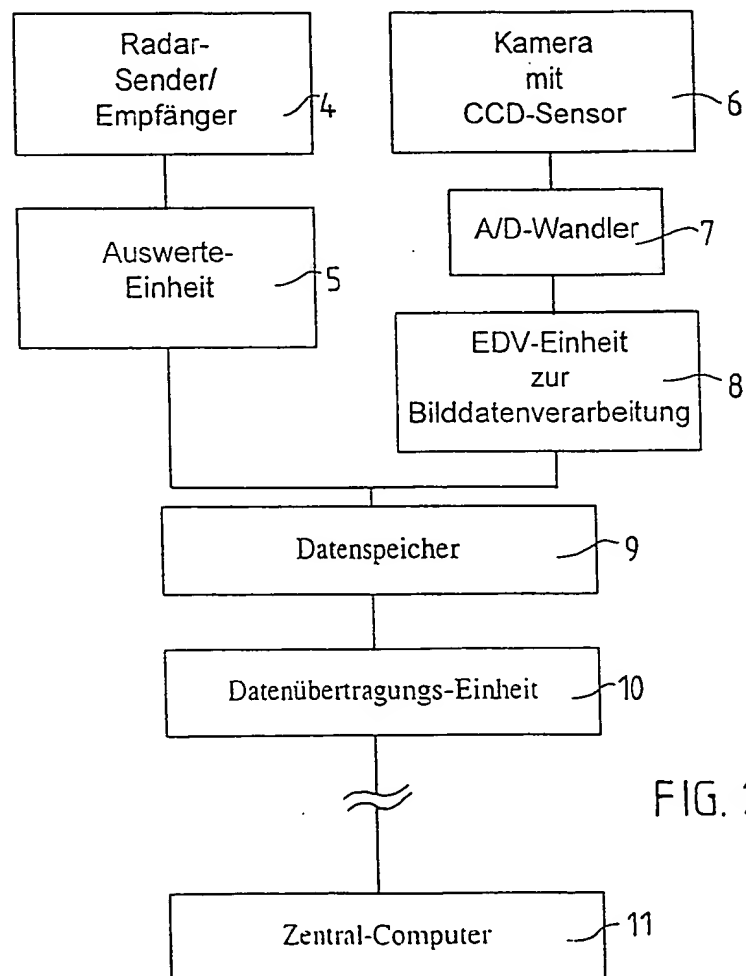 Radar-
Sender/
Empfänger
4
Kamera
mit
CCD-Sensor
6
Auswerte-
Einheit
5
A/D-Wandler
7
EDV-Einheit
zur
Bilddatenverarbeitung
8
Datenspeicher
9
Datenübertragungs-Einheit
10
FIG.
Zentral-Computer
11